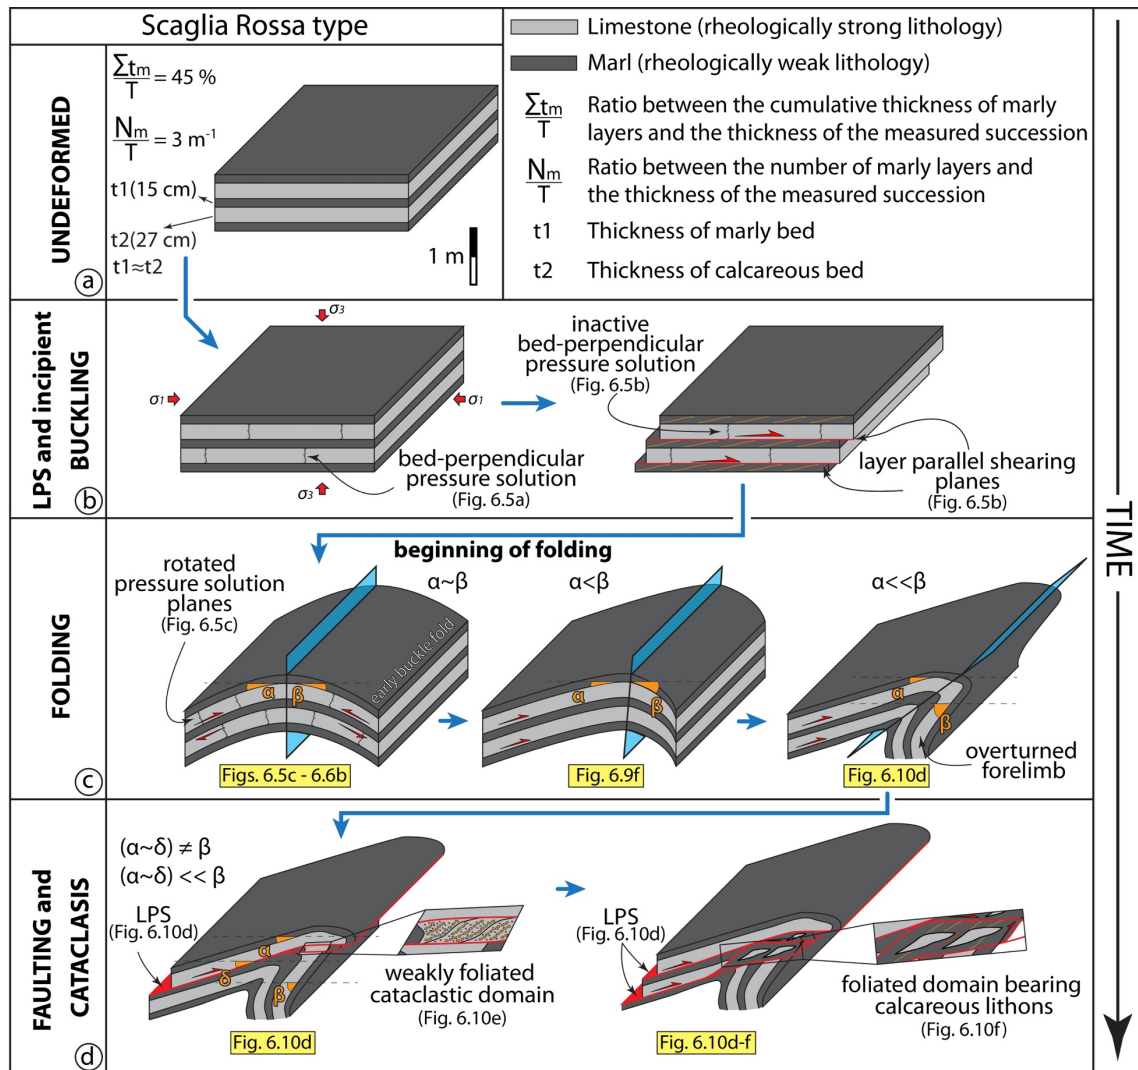 Scaglia Rossa type
Limestone (rheologically strong lithology)
Marl (rheologically weak lithology)
Σtm/T Ratio between the cumulative thickness of marly
layers and the thickness of the measured succession
Nm/T Ratio between the number of marly layers and
the thickness of the measured succession
t1 Thickness of marly bed
t2 Thickness of calcareous bed
TIME
UNDEFORMED
a
Σtm/T = 45 %
Nm/T = 3 m⁻¹
t1(15 cm)
t2(27 cm)
t1≈t2
1 m
LPS and incipient
BUCKLING
b
σ3
σ1
σ1
σ3
bed-perpendicular
pressure solution
(Fig. 6.5a)
inactive
bed-perpendicular
pressure solution
(Fig. 6.5b)
layer parallel shearing
planes
(Fig. 6.5b)
FOLDING
c
beginning of folding
rotated
pressure solution
planes
(Fig. 6.5c)
α~β
α<β
α<<β
early buckle fold
α β
α β
α
β
overturned
forelimb
Figs. 6.5c - 6.6b
Fig. 6.9f
Fig. 6.10d
FAULTING and
CATACLASIS
d
(α~δ) ≠ β
(α~δ) << β
LPS
(Fig. 6.10d)
α
δ
β
weakly foliated
cataclastic domain
(Fig. 6.10e)
Fig. 6.10d
LPS
(Fig. 6.10d)
foliated domain bearing
calcareous lithons
(Fig. 6.10f)
Fig. 6.10d-f